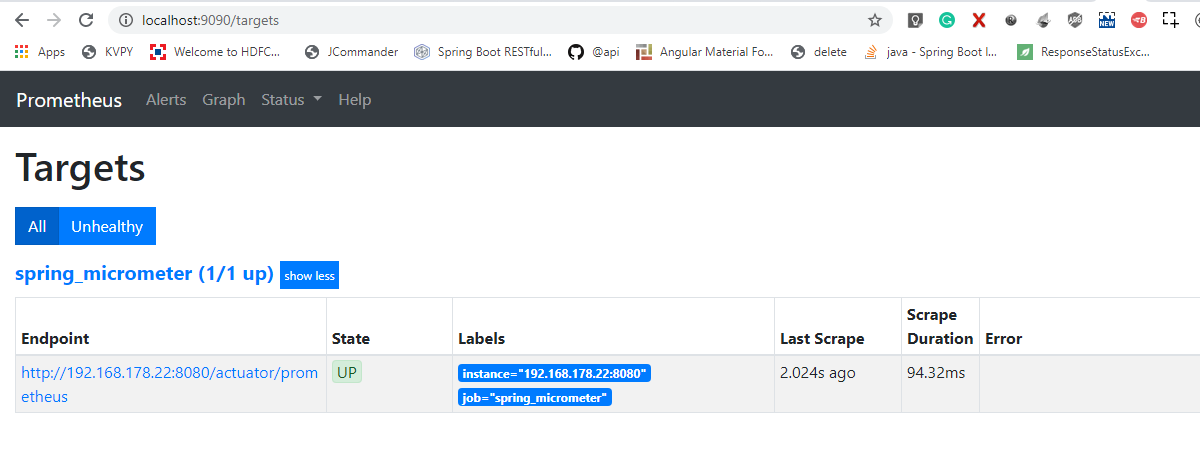 localhost:9090/targets
NEW
Apps KVPY Welcome to HDFC... JCommander Spring Boot RESTful... @api Angular Material Fo... delete java - Spring Boot I... ResponseStatusExc...
Prometheus Alerts Graph Status Help
Targets
All Unhealthy
spring_micrometer (1/1 up) show less
Endpoint State Labels Last Scrape Scrape Duration Error
http://192.168.178.22:8080/actuator/prom UP instance="192.168.178.22:8080" 2.024s ago 94.32ms
etheus job="spring_micrometer"